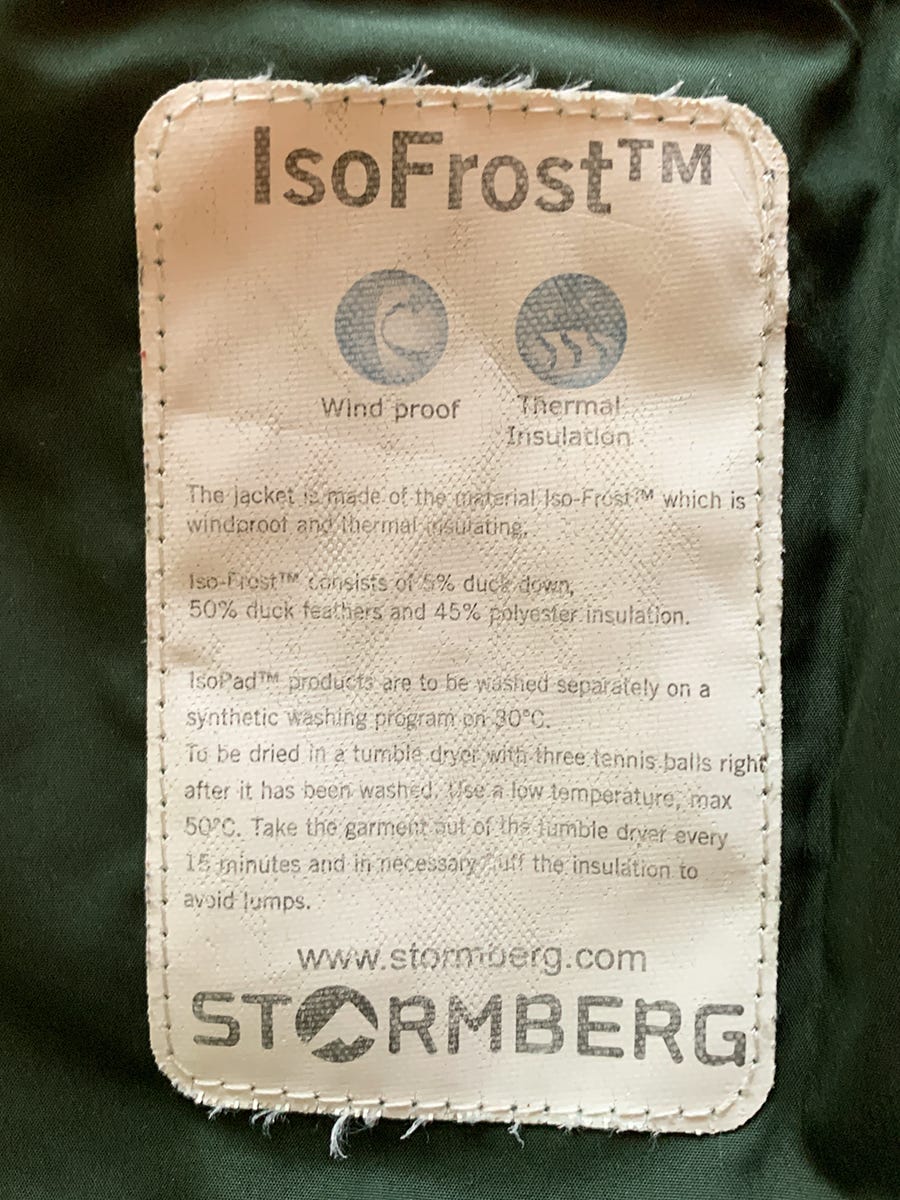 IsoFrost™
Wind proof
Thermal
Insulation
The jacket is made of the material Iso-Frost™ which is
windproof and thermal insulating.
Iso-Frost™ consists of 5% duck down,
50% duck feathers and 45% polyester insulation.
IsoPad™ products are to be washed separately on a
synthetic washing program on 30°C.
To be dried in a tumble dryer with three tennis balls right
after it has been washed. Use a low temperature, max
50°C. Take the garment out of the tumble dryer every
15 minutes and in necessary fluff the insulation to
avoid lumps.
www.stormberg.com
STORMBERG